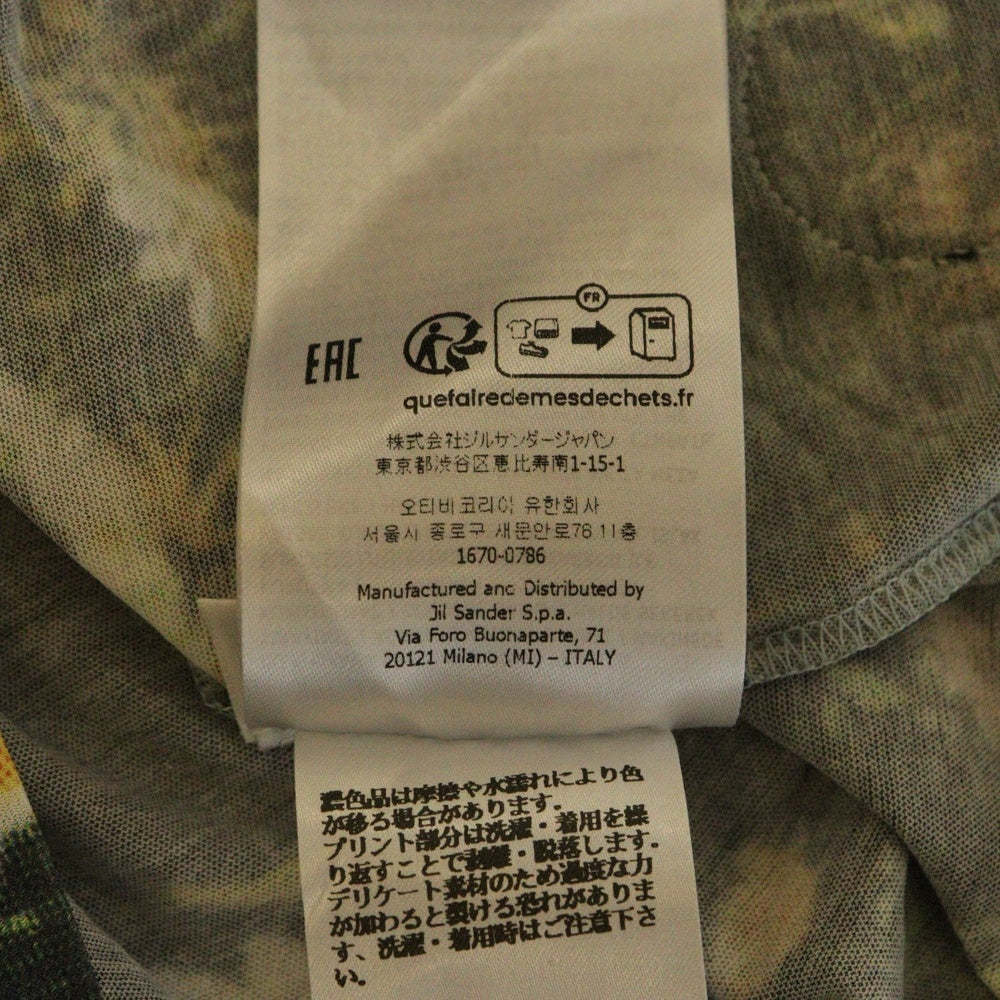 FR
EAC
quefairedemesdechets.fr
株式会社ジルサンダージャパン
東京都渋谷区恵比寿南1-15-1
오티비코리아 유한회사
서울시 종로구 새문안로76 11층
1670-0786
Manufactured and Distributed by
Jil Sander S.p.a.
Via Foro Buonaparte, 71
20121 Milano (MI) – ITALY
濃色品は摩擦や水濡れにより色
が移る場合があります。
プリント部分は洗濯・着用を繰
り返すことで剥離・脱落します。
デリケート素材のため過度な力
が加わると裂ける恐れがありま
す、洗濯・着用時はご注意下さ
い。